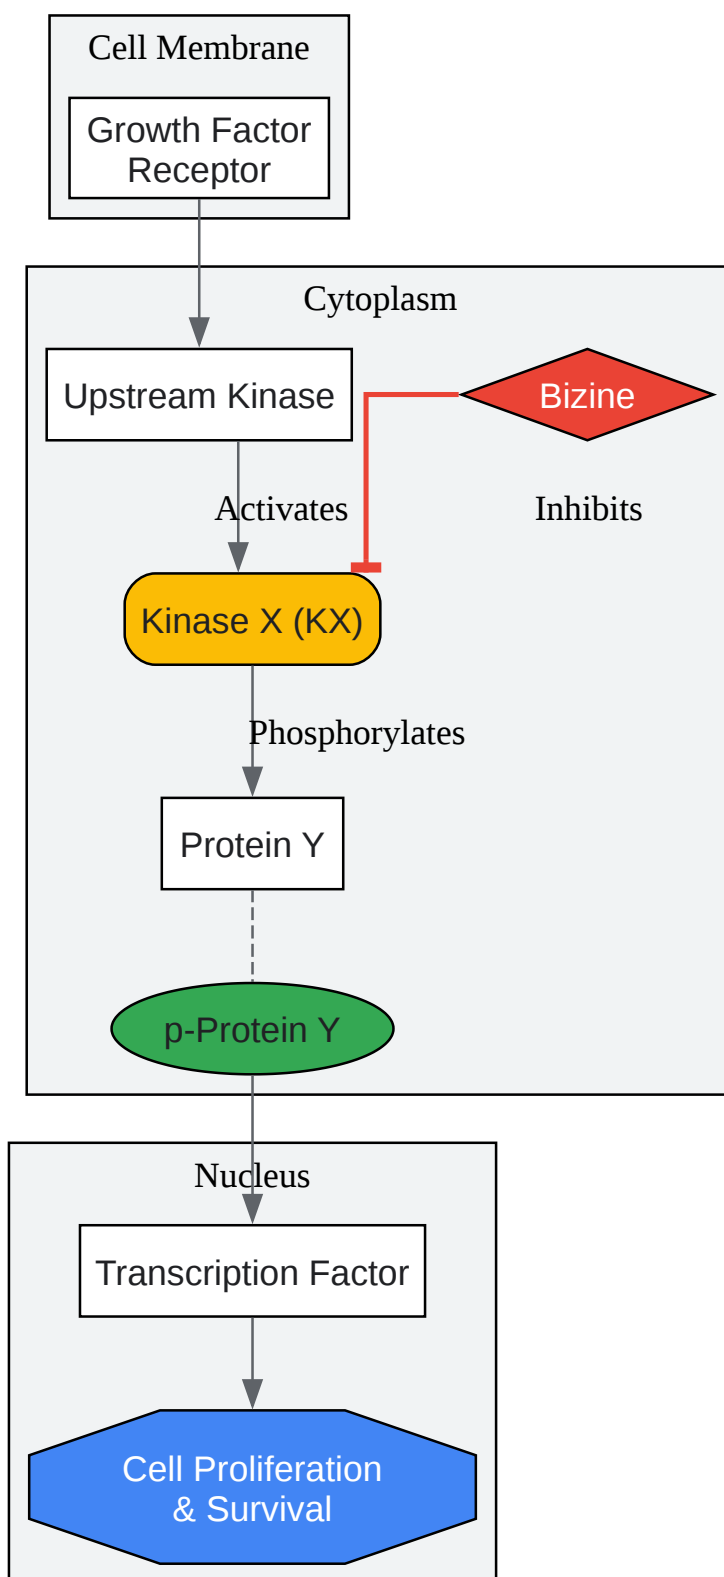 Cell Membrane
Growth Factor
Receptor
Cytoplasm
Upstream Kinase
Bizine
Activates
Inhibits
Kinase X (KX)
Phosphorylates
Protein Y
p-Protein Y
Nucleus
Transcription Factor
Cell Proliferation
& Survival